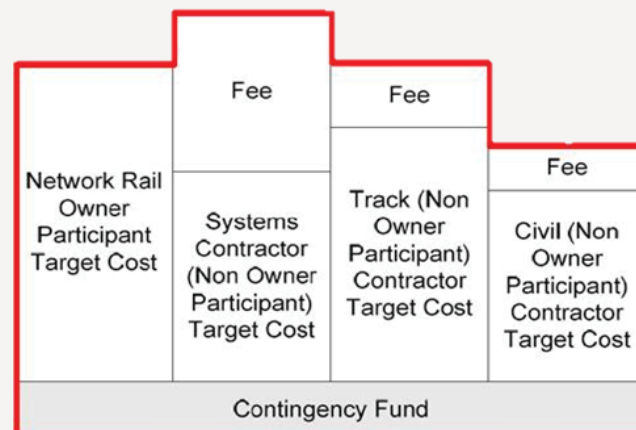 Network Rail
Owner
Participant
Target Cost
Fee
Systems
Contractor
(Non Owner
Participant)
Target Cost
Fee
Track (Non
Owner
Participant)
Contractor
Target Cost
Fee
Civil (Non
Owner
Participant)
Contractor
Target Cost
Contingency Fund